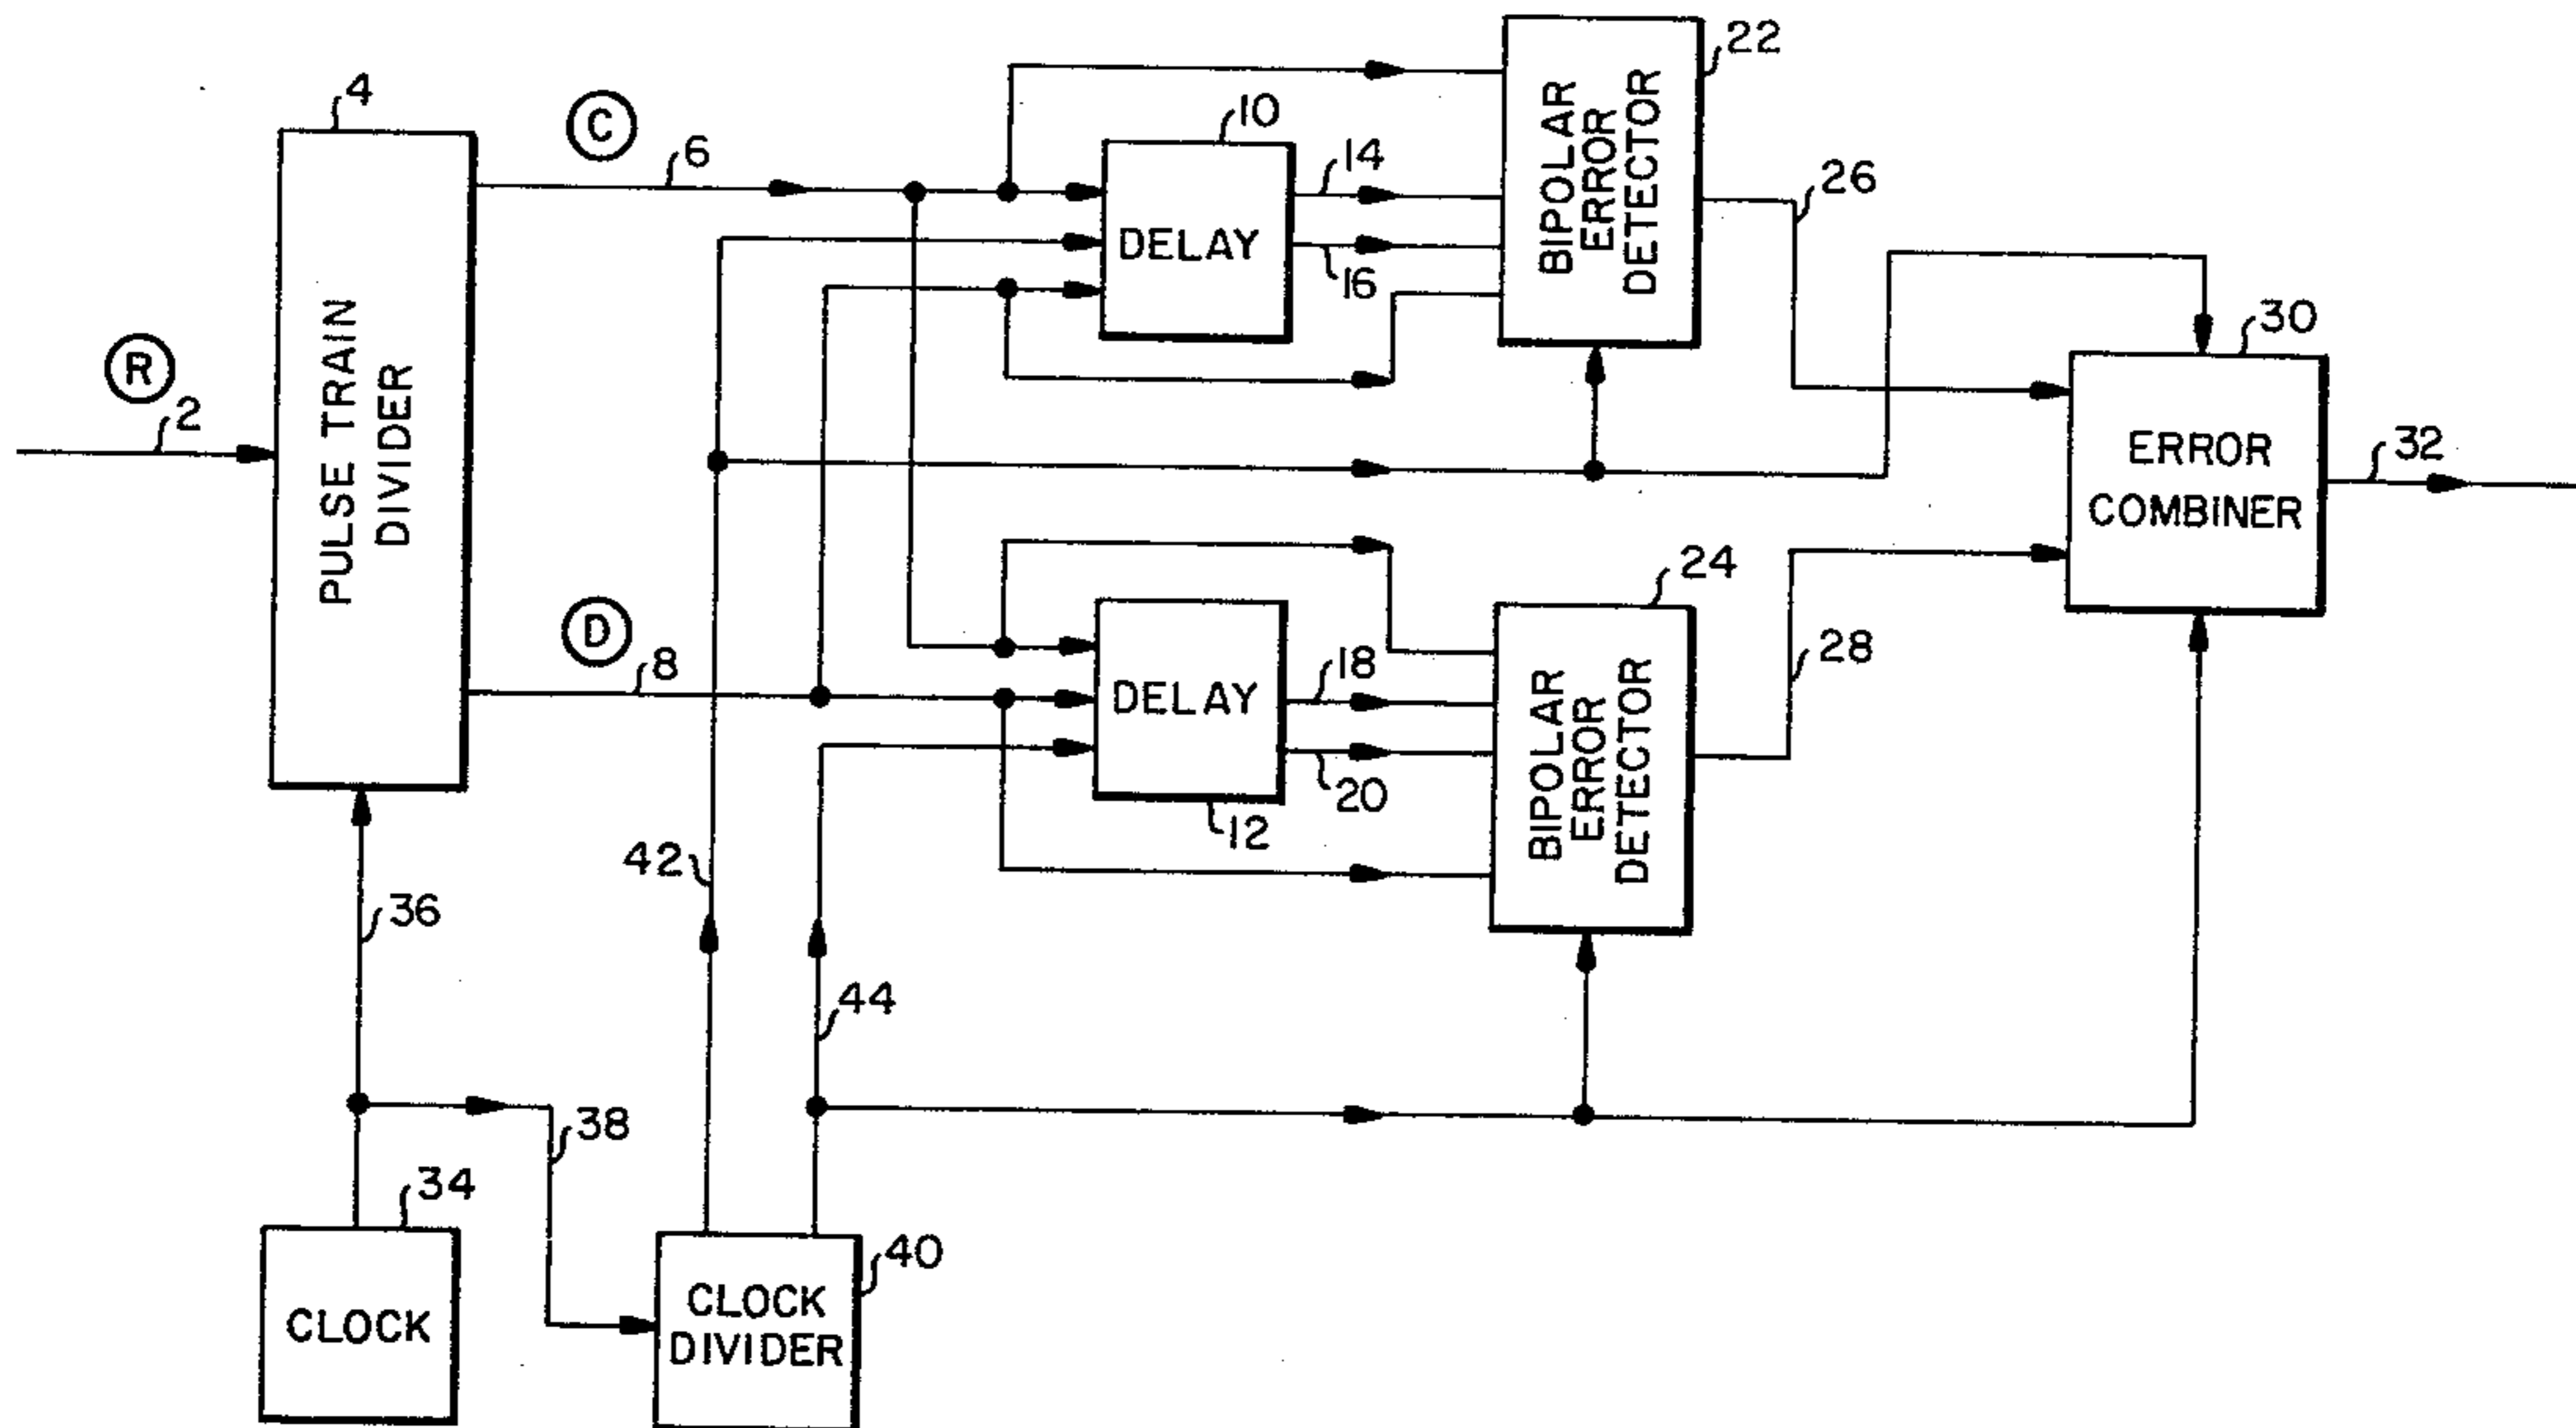 4
C
6
R
2
PULSE TRAIN
DIVIDER
D
8
10
DELAY
14
16
22
BIPOLAR
ERROR
DETECTOR
26
30
ERROR
COMBINER
32
DELAY
12
18
20
24
BIPOLAR
ERROR
DETECTOR
28
36
42
44
38
34
CLOCK
40
CLOCK
DIVIDER